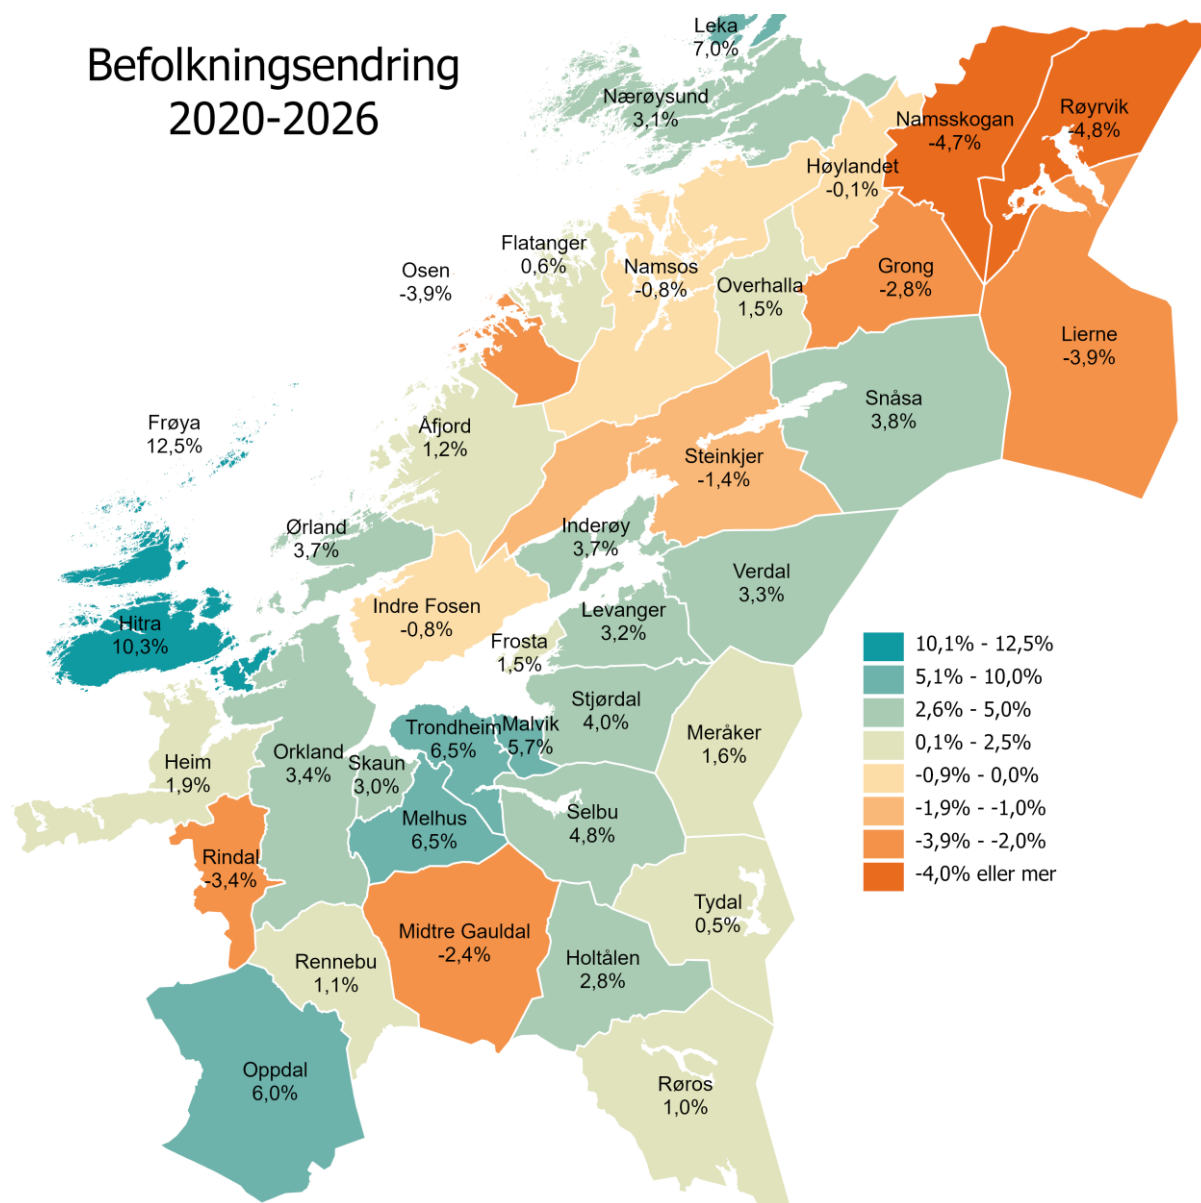 Befolkningsendring
2020-2026
Leka
7,0%
Nærøysund
3,1%
Namsskogan
-4,7%
Røyrvik
-4,8%
Høylandet
-0,1%
Flatanger
0,6%
Osen
-3,9%
Namsos
-0,8%
Overhalla
1,5%
Grong
-2,8%
Lierne
-3,9%
Snåsa
3,8%
Frøya
12,5%
Åfjord
1,2%
Steinkjer
-1,4%
Ørland
3,7%
Inderøy
3,7%
Verdal
3,3%
Hitra
10,3%
Indre Fosen
-0,8%
Levanger
3,2%
Frosta
1,5%
Stjørdal
4,0%
Meråker
1,6%
Trondheim
6,5%
Malvik
5,7%
Heim
1,9%
Orkland
3,4%
Skaun
3,0%
Melhus
6,5%
Selbu
4,8%
Rindal
-3,4%
Tydal
0,5%
Midtre Gauldal
-2,4%
Rennebu
1,1%
Holtålen
2,8%
Oppdal
6,0%
Røros
1,0%
10,1% - 12,5%
5,1% - 10,0%
2,6% - 5,0%
0,1% - 2,5%
-0,9% - 0,0%
-1,9% - -1,0%
-3,9% - -2,0%
-4,0% eller mer